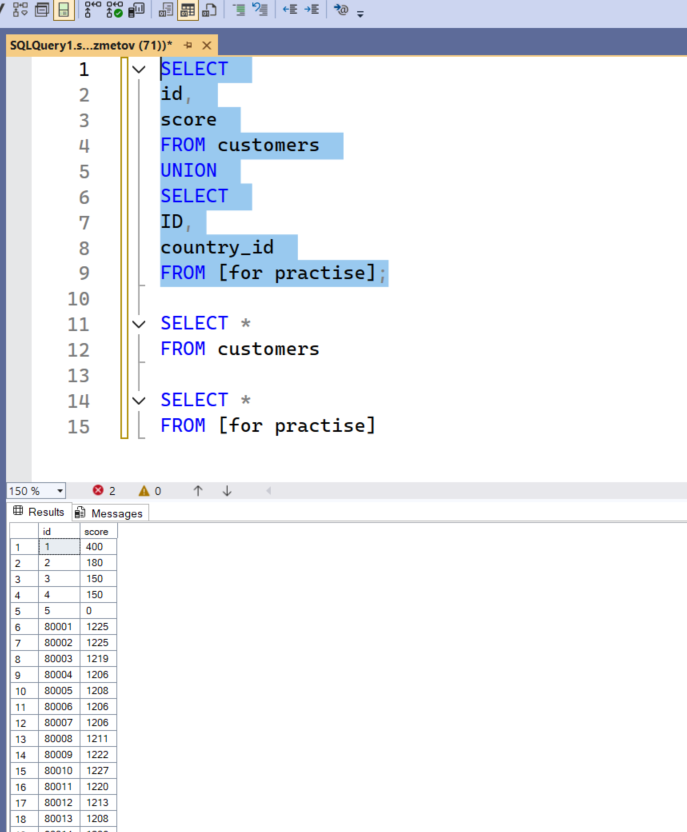 SQLQuery1.s...zmetov (71))*
1 SELECT
2 id,
3 score
4 FROM customers
5 UNION
6 SELECT
7 ID,
8 country_id
9 FROM [for practise];
10
11 SELECT *
12 FROM customers
13
14 SELECT *
15 FROM [for practise]
150 % 2 0
Results Messages
id score
1 1 400
2 2 180
3 3 150
4 4 150
5 5 0
6 80001 1225
7 80002 1225
8 80003 1219
9 80004 1206
10 80005 1208
11 80006 1206
12 80007 1206
13 80008 1211
14 80009 1222
15 80010 1227
16 80011 1220
17 80012 1213
18 80013 1208